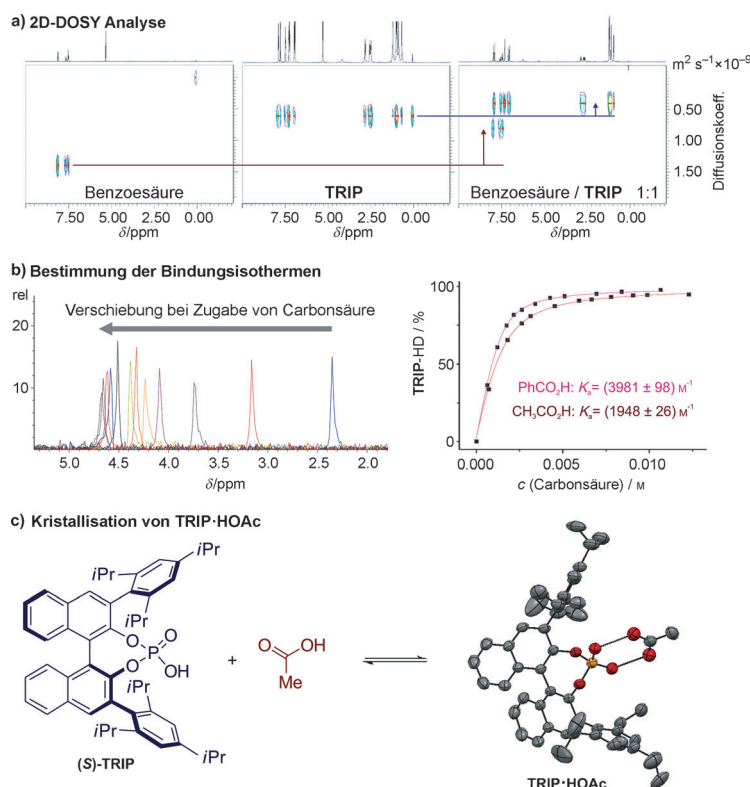 a) 2D-DOSY Analyse
m² s⁻¹×10⁻⁹
0.50
1.00
1.50
Diffusionskoeff.
Benzoesäure
TRIP
Benzoesäure / TRIP 1:1
7.50 5.00 2.50 0.00
7.50 5.00 2.50 0.00
7.50 5.00 2.50 0.00
δ/ppm
δ/ppm
δ/ppm
b) Bestimmung der Bindungsisothermen
rel
Verschiebung bei Zugabe von Carbonsäure
20
10
5.0 4.5 4.0 3.5 3.0 2.5 2.0
δ/ppm
TRIP-HD / %
100
50
0
PhCO₂H: Kₐ= (3981 ± 98) M⁻¹
CH₃CO₂H: Kₐ= (1948 ± 26) M⁻¹
0.000 0.005 0.010
c (Carbonsäure) / M
c) Kristallisation von TRIP·HOAc
iPr
iPr
iPr
O
O
P
O
OH
iPr
iPr
iPr
(S)-TRIP
+
O
OH
Me
TRIP·HOAc